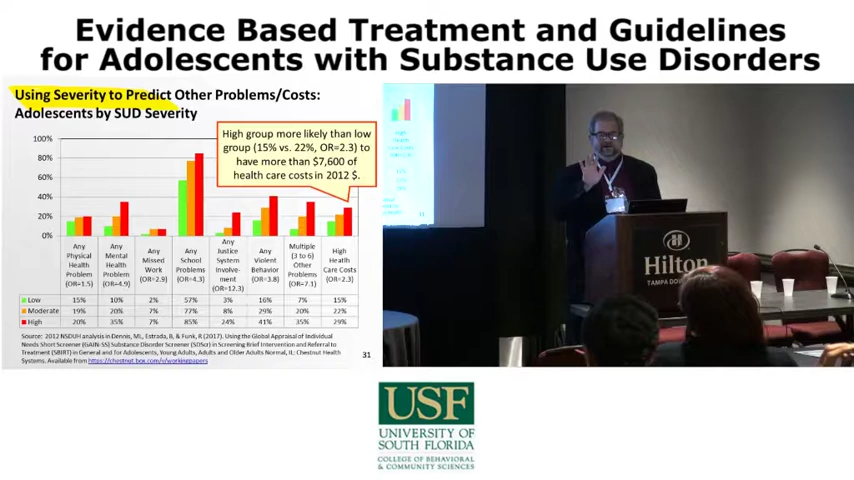 Evidence Based Treatment and Guidelines
for Adolescents with Substance Use Disorders
Using Severity to Predict Other Problems/Costs:
Adolescents by SUD Severity
High group more likely than low
group (15% vs. 22%, OR=2.3) to
have more than $7,600 of
health care costs in 2012 $.
100%
80%
60%
40%
20%
0%
Any Physical Health Problem (OR=1.5)
Any Mental Health Problem (OR=4.9)
Any Missed Work (OR=2.9)
Any School Problems (OR=4.3)
Any Justice System Involve-ment (OR=12.3)
Any Violent Behavior (OR=3.8)
Multiple (3 to 6) Other Problems (OR=7.1)
High Heath Care Costs (OR=2.3)
Low 15% 10% 2% 57% 3% 16% 7% 15%
Moderate 19% 20% 7% 77% 8% 29% 20% 22%
High 20% 35% 7% 85% 24% 41% 35% 29%
Source: 2012 NSDUH analysis in Dennis, ML, Estrada, B, & Funk, R (2017). Using the Global Appraisal of Individual
Needs Short Screener (GAIN-SS) Substance Disorder Screener (SDScr) in Screening Brief Intervention and Referral to
Treatment (SBIRT) in General and for Adolescents, Young Adults, Adults and Older Adults Normal, IL: Chestnut Health
Systems. Available from https://chestnut.box.com/v/workingpapers
31
Hilton
USF
UNIVERSITY OF
SOUTH FLORIDA
COLLEGE OF BEHAVIORAL
& COMMUNITY SCIENCES